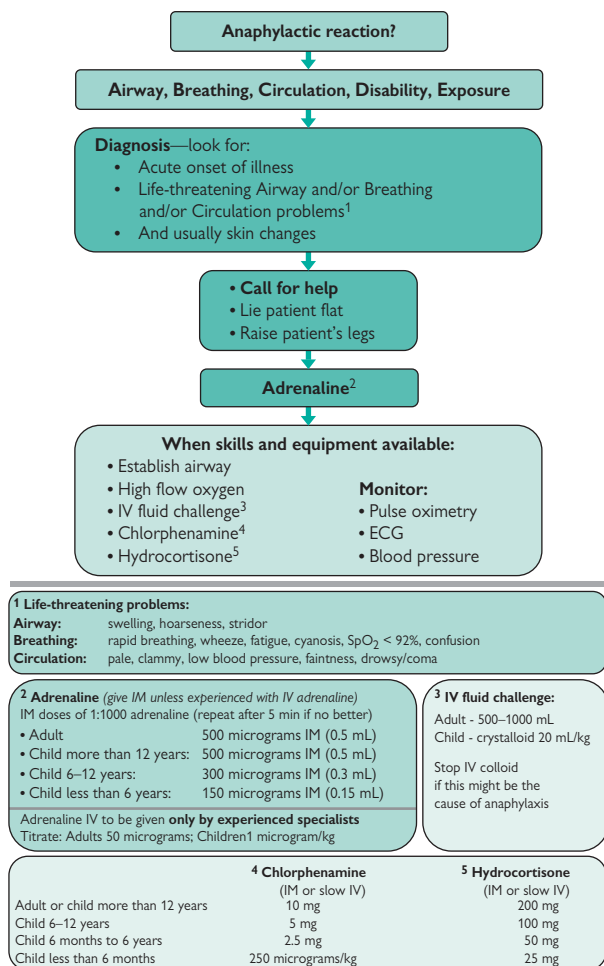 Anaphylactic reaction?
Airway, Breathing, Circulation, Disability, Exposure
Diagnosis—look for:
• Acute onset of illness
• Life-threatening Airway and/or Breathing
and/or Circulation problems¹
• And usually skin changes
• Call for help
• Lie patient flat
• Raise patient's legs
Adrenaline²
When skills and equipment available:
• Establish airway
• High flow oxygen
• IV fluid challenge³
• Chlorphenamine⁴
• Hydrocortisone⁵
Monitor:
• Pulse oximetry
• ECG
• Blood pressure
¹ Life-threatening problems:
Airway: swelling, hoarseness, stridor
Breathing: rapid breathing, wheeze, fatigue, cyanosis, SpO₂ < 92%, confusion
Circulation: pale, clammy, low blood pressure, faintness, drowsy/coma
² Adrenaline (give IM unless experienced with IV adrenaline)
IM doses of 1:1000 adrenaline (repeat after 5 min if no better)
• Adult 500 micrograms IM (0.5 mL)
• Child more than 12 years: 500 micrograms IM (0.5 mL)
• Child 6–12 years: 300 micrograms IM (0.3 mL)
• Child less than 6 years: 150 micrograms IM (0.15 mL)
Adrenaline IV to be given only by experienced specialists
Titrate: Adults 50 micrograms; Children1 microgram/kg
³ IV fluid challenge:
Adult - 500–1000 mL
Child - crystalloid 20 mL/kg
Stop IV colloid
if this might be the
cause of anaphylaxis
⁴ Chlorphenamine ⁵ Hydrocortisone
(IM or slow IV) (IM or slow IV)
Adult or child more than 12 years 10 mg 200 mg
Child 6–12 years 5 mg 100 mg
Child 6 months to 6 years 2.5 mg 50 mg
Child less than 6 months 250 micrograms/kg 25 mg